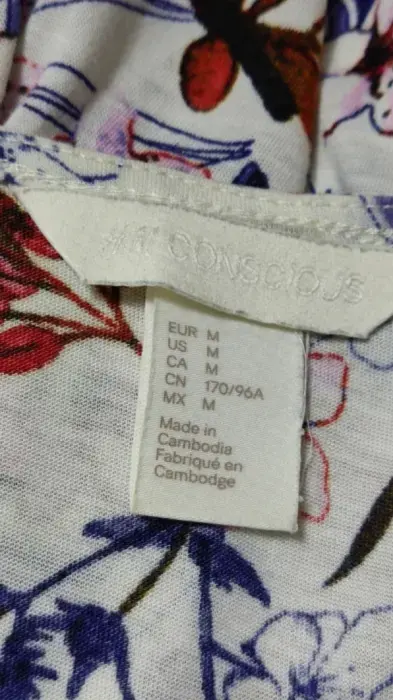 #H CONSCIOUS
EUR M
US M
CA M
CN 170/96A
MX M
Made in
Cambodia
Fabriqué en
Cambodge